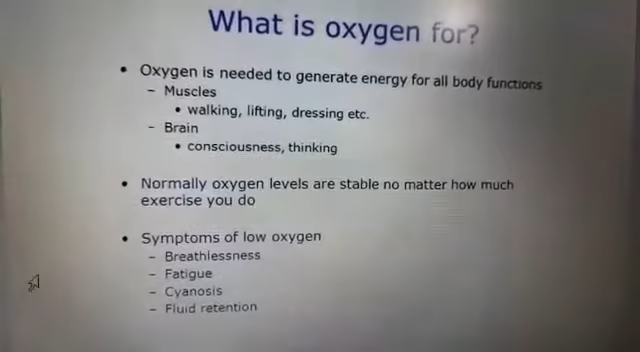 What is oxygen for?
• Oxygen is needed to generate energy for all body functions
– Muscles
• walking, lifting, dressing etc.
– Brain
• consciousness, thinking
• Normally oxygen levels are stable no matter how much
exercise you do
• Symptoms of low oxygen
– Breathlessness
– Fatigue
– Cyanosis
– Fluid retention